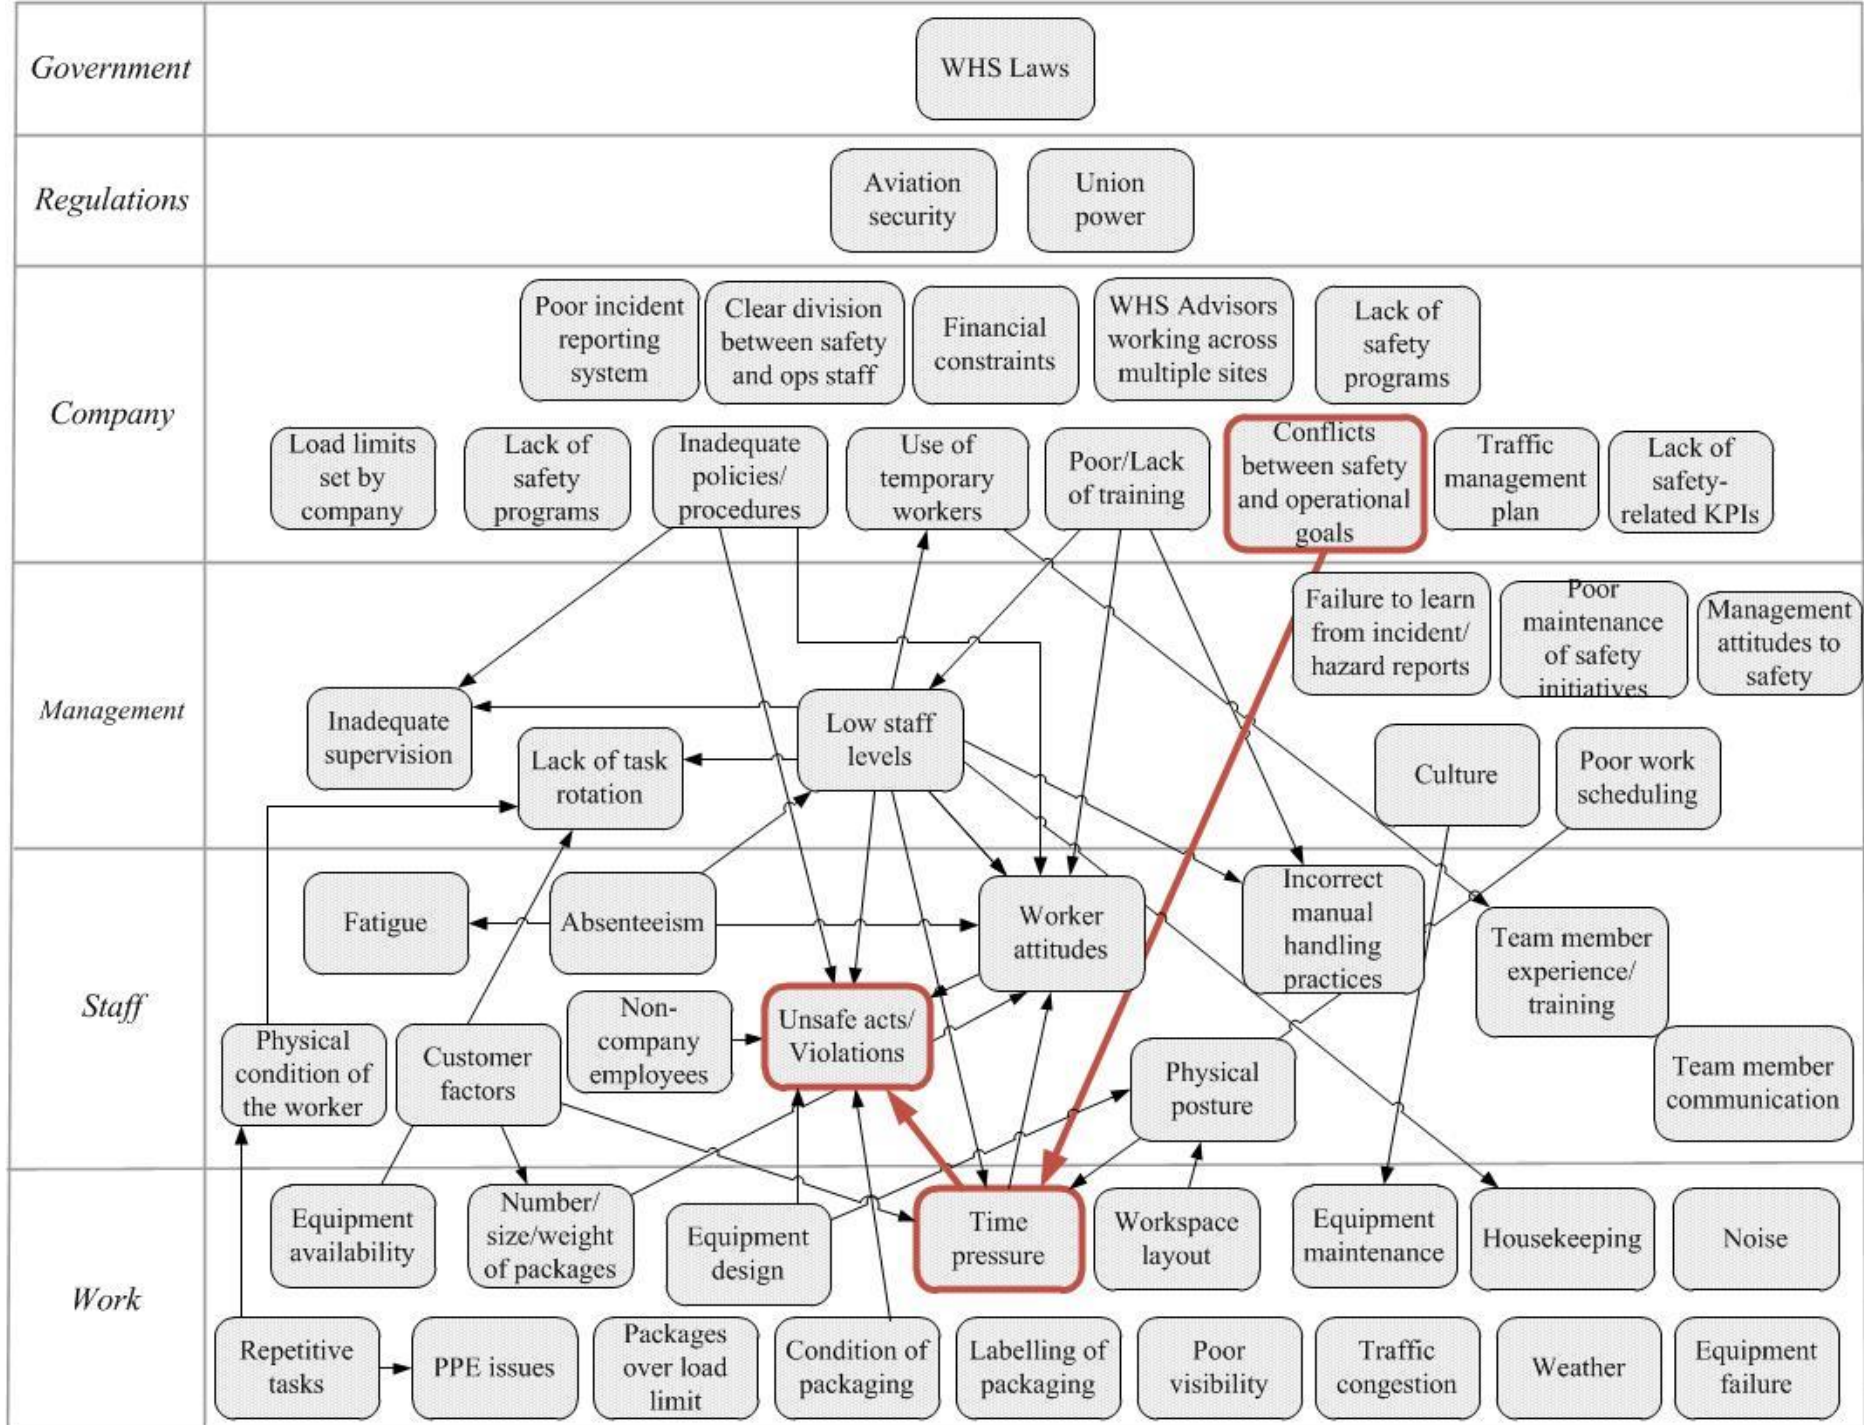 Government
WHS Laws
Regulations
Aviation
security
Union
power
Company
Poor incident
reporting
system
Clear division
between safety
and ops staff
Financial
constraints
WHS Advisors
working across
multiple sites
Lack of
safety
programs
Load limits
set by
company
Lack of
safety
programs
Inadequate
policies/
procedures
Use of
temporary
workers
Poor/Lack
of training
Conflicts
between safety
and operational
goals
Traffic
management
plan
Lack of
safety-
related KPIs
Management
Failure to learn
from incident/
hazard reports
Poor
maintenance
of safety
initiatives
Management
attitudes to
safety
Inadequate
supervision
Lack of task
rotation
Low staff
levels
Culture
Poor work
scheduling
Staff
Fatigue
Absenteeism
Worker
attitudes
Incorrect
manual
handling
practices
Team member
experience/
training
Physical
condition of
the worker
Customer
factors
Non-
company
employees
Unsafe acts/
Violations
Physical
posture
Team member
communication
Work
Equipment
availability
Number/
size/weight
of packages
Equipment
design
Time
pressure
Workspace
layout
Equipment
maintenance
Housekeeping
Noise
Repetitive
tasks
PPE issues
Packages
over load
limit
Condition of
packaging
Labelling of
packaging
Poor
visibility
Traffic
congestion
Weather
Equipment
failure